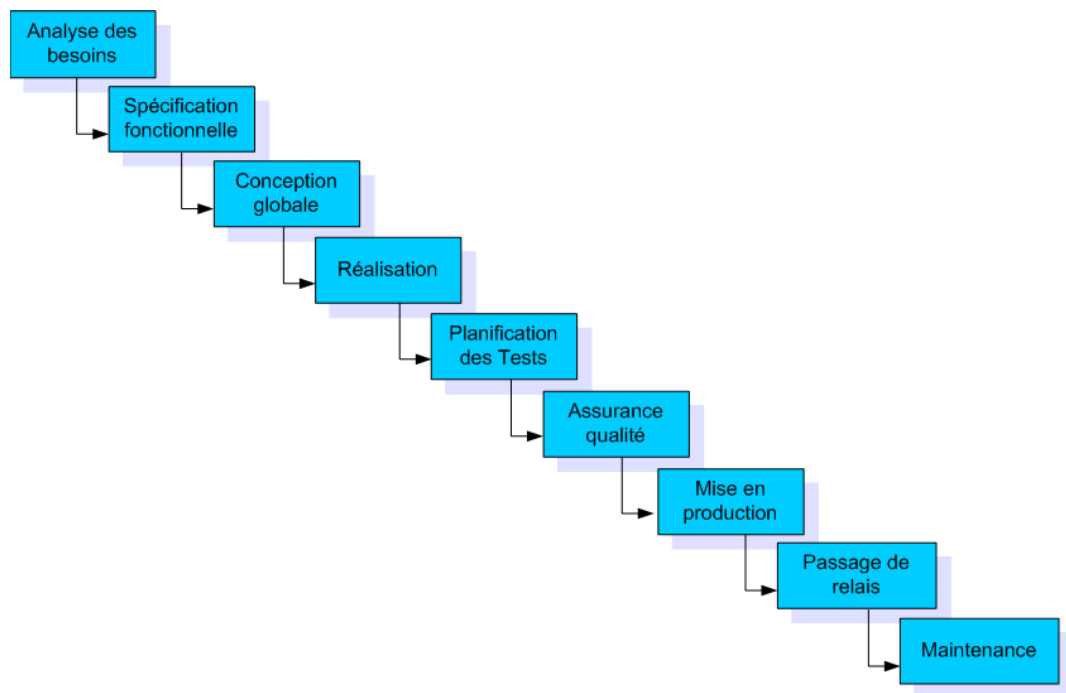 Analyse des
besoins
Spécification
fonctionnelle
Conception
globale
Réalisation
Planification
des Tests
Assurance
qualité
Mise en
production
Passage de
relais
Maintenance